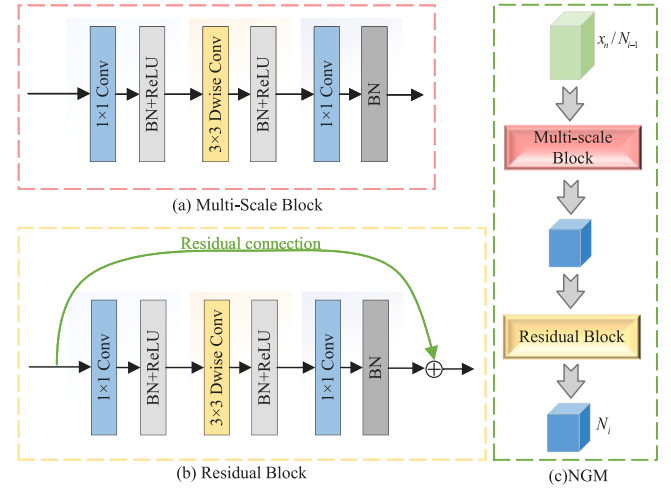 1×1 Conv
BN+ReLU
3×3 Dwise Conv
BN+ReLU
1×1 Conv
BN
(a) Multi-Scale Block
Residual connection
1×1 Conv
BN+ReLU
3×3 Dwise Conv
BN+ReLU
1×1 Conv
BN
(b) Residual Block
x_n / N_{i-1}
Multi-scale
Block
Residual Block
N_i
(c)NGM